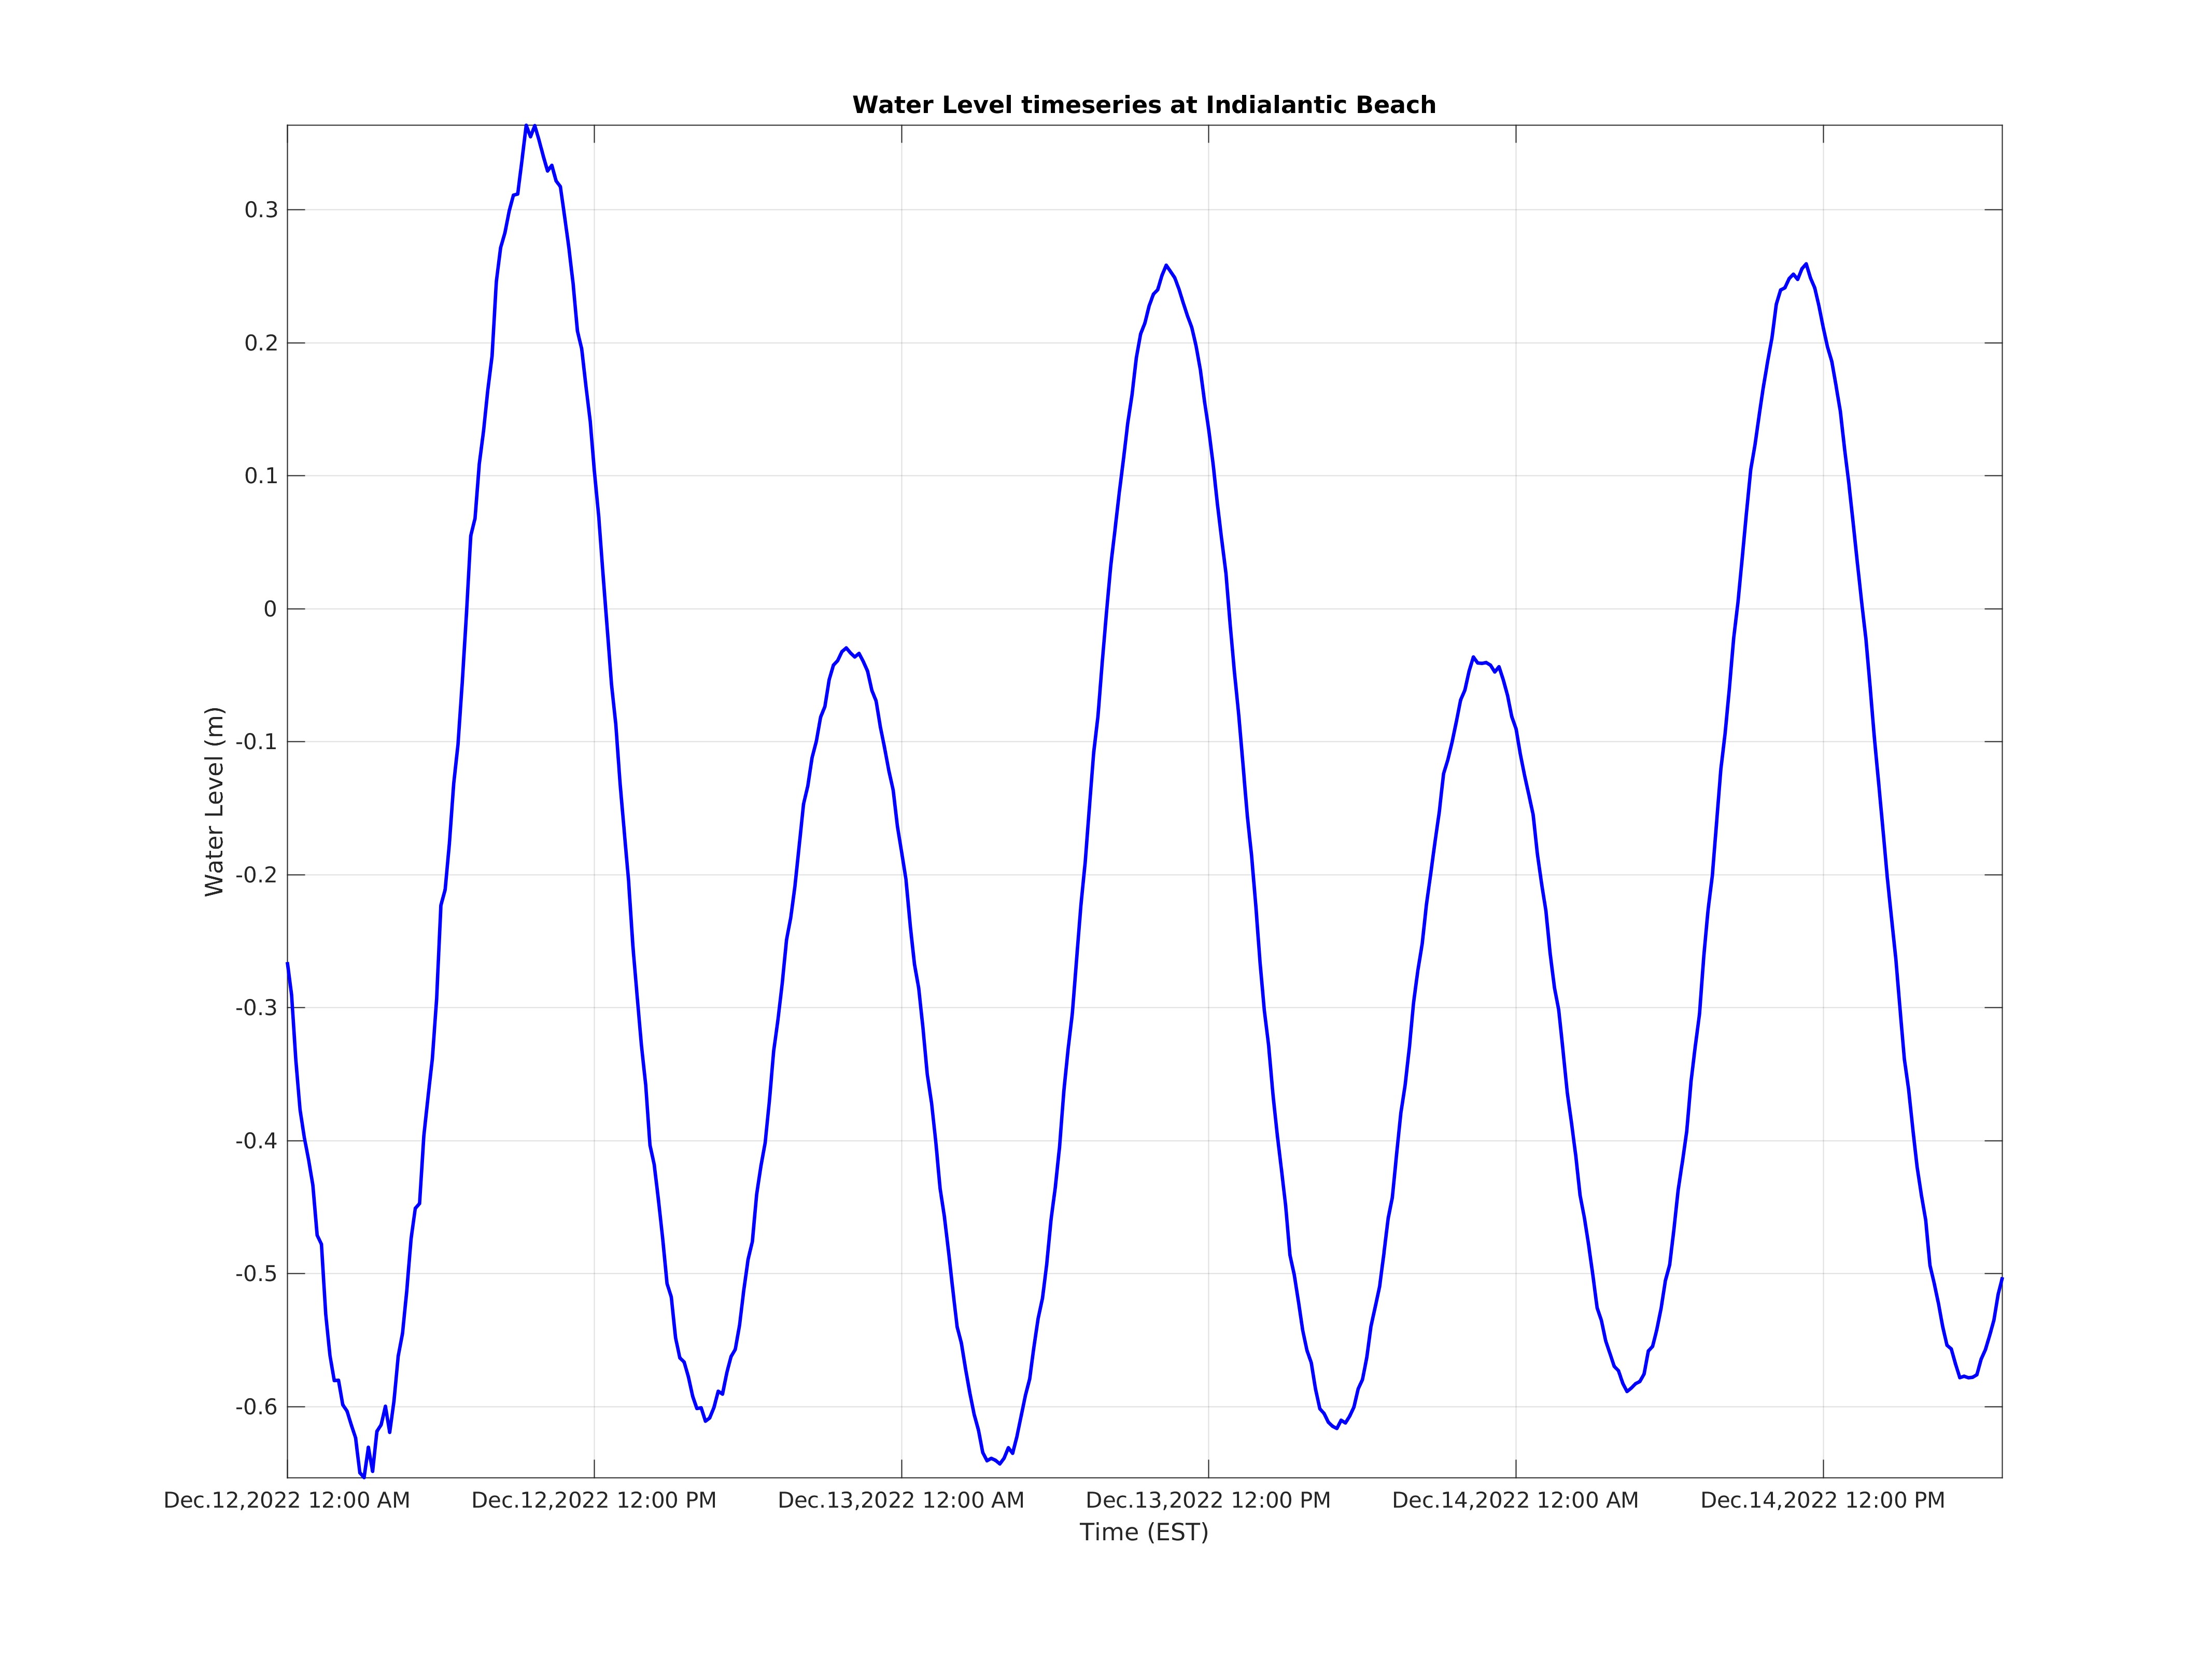 Water Level timeseries at Indialantic Beach
0.3
0.2
0.1
0
-0.1
-0.2
-0.3
-0.4
-0.5
-0.6
Water Level (m)
Dec.12,2022 12:00 AM
Dec.12,2022 12:00 PM
Dec.13,2022 12:00 AM
Dec.13,2022 12:00 PM
Dec.14,2022 12:00 AM
Dec.14,2022 12:00 PM
Time (EST)